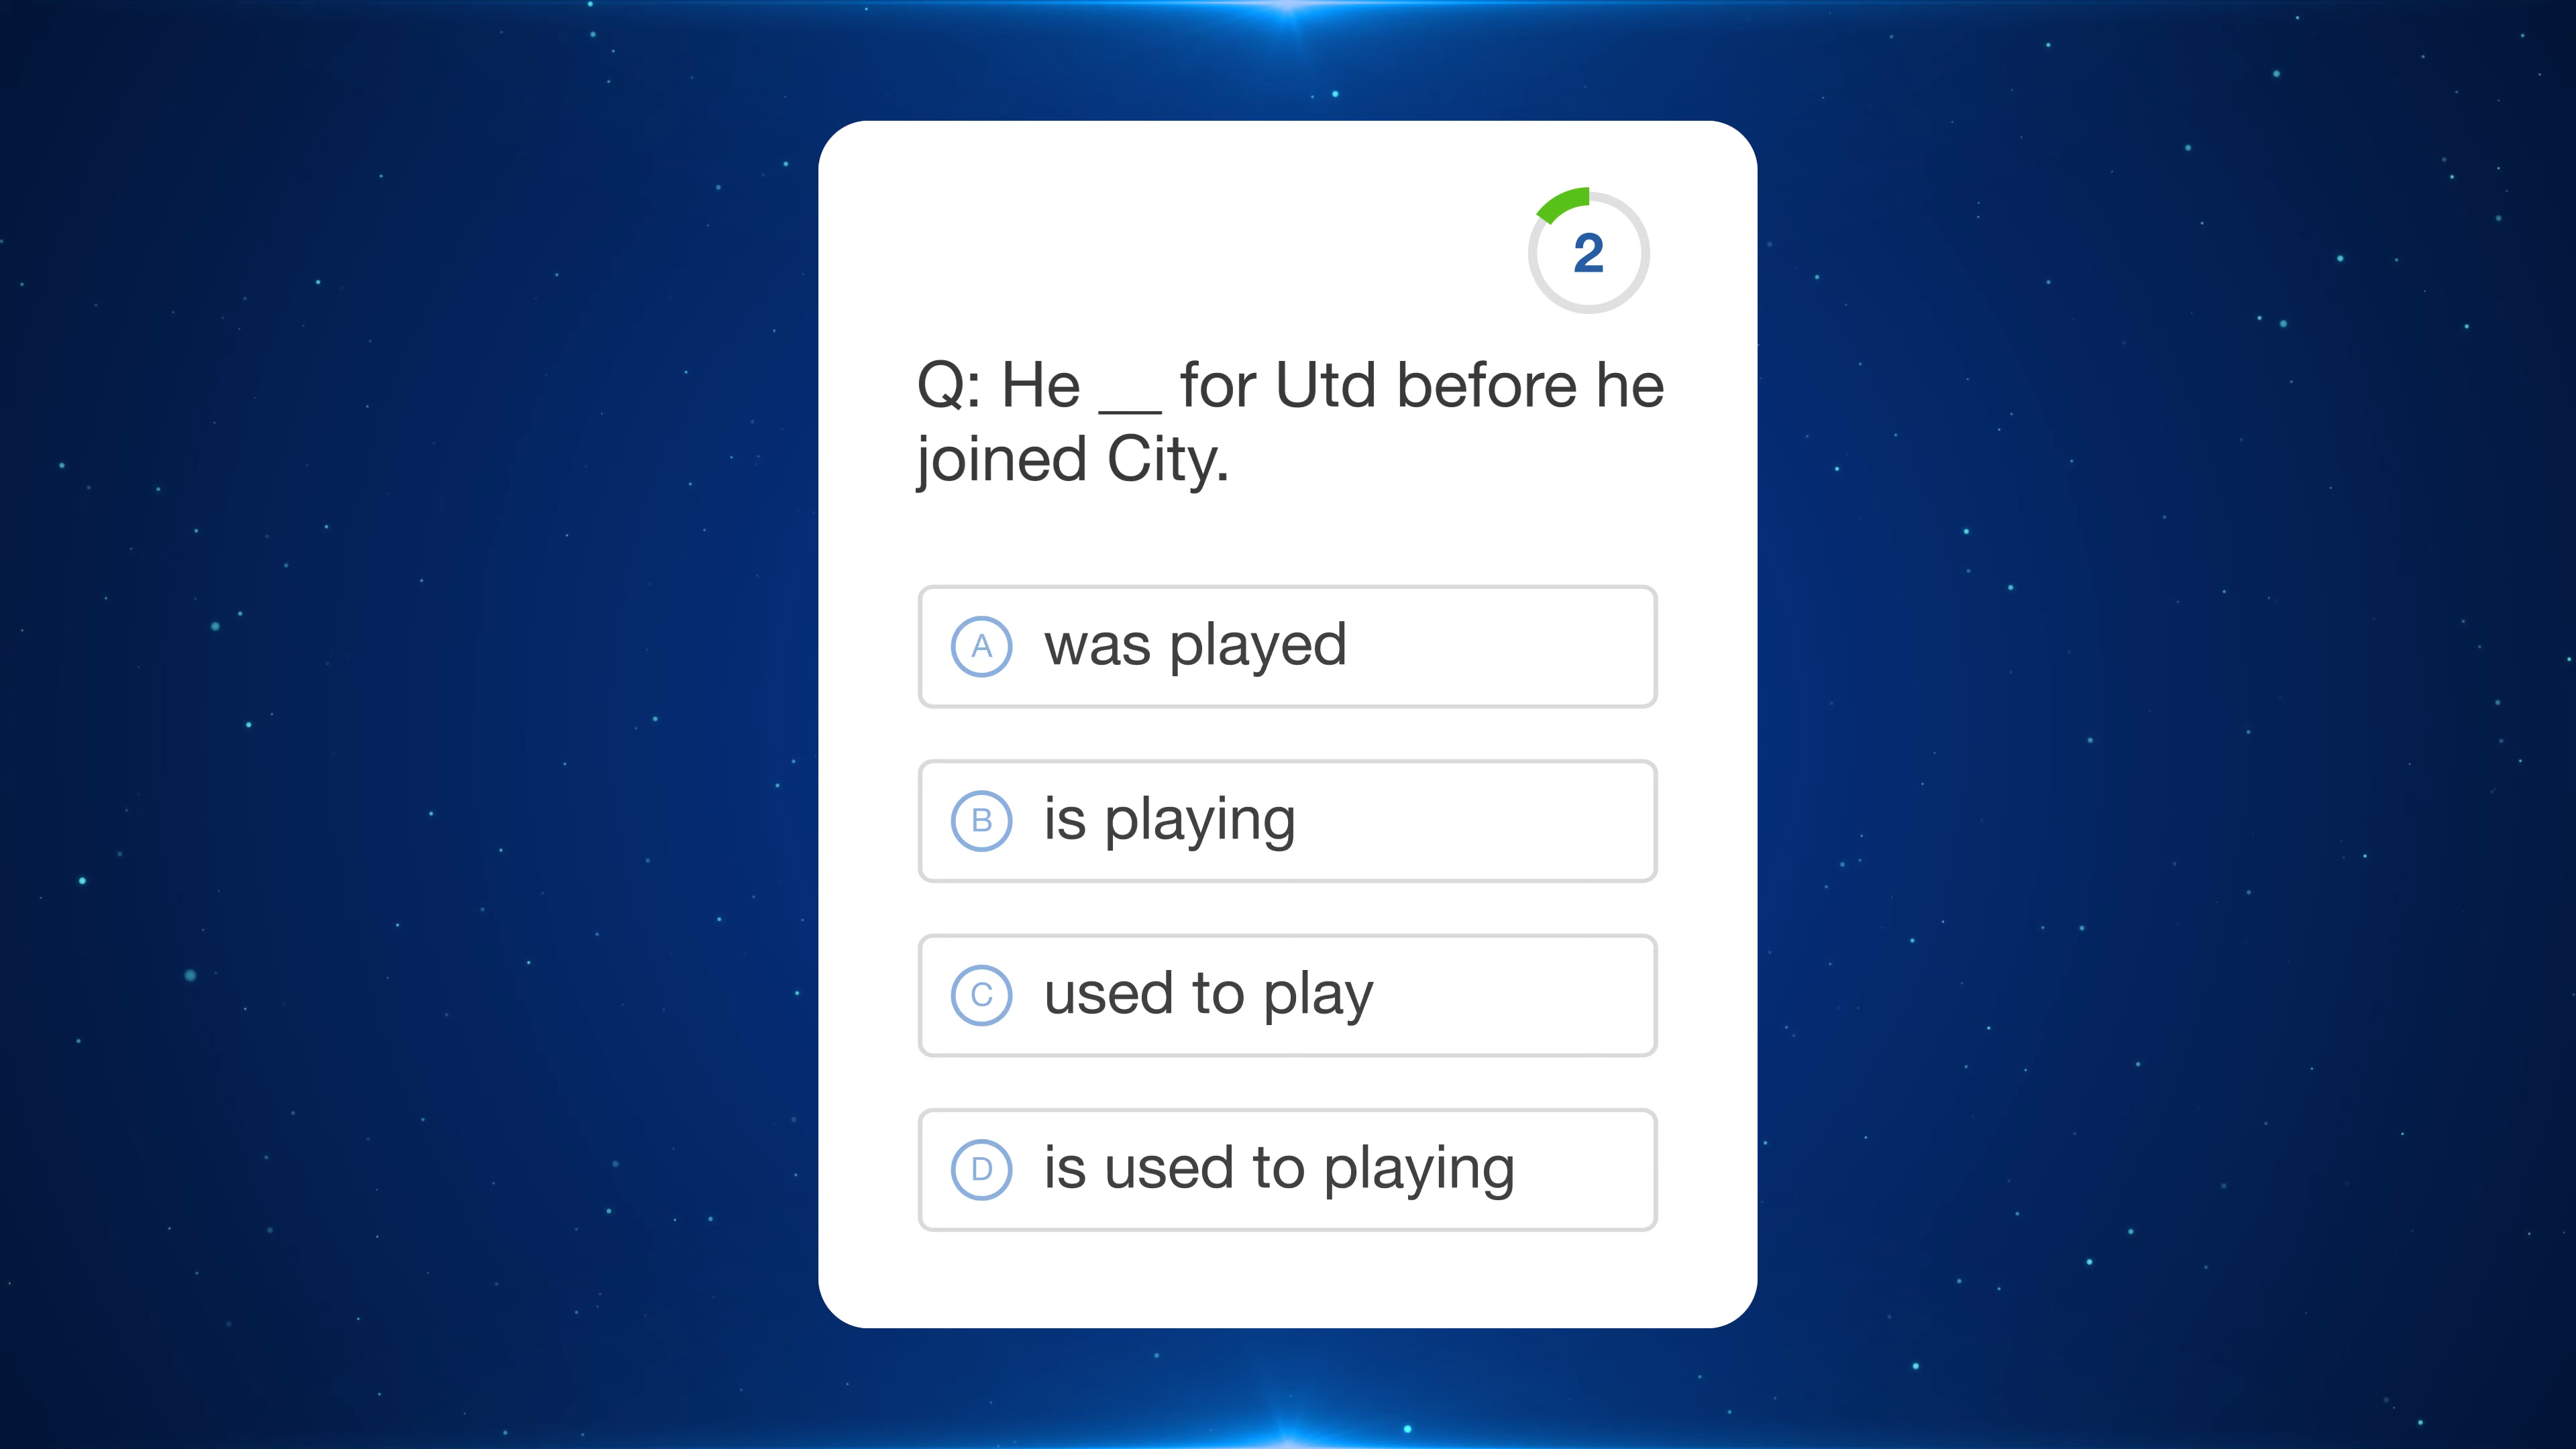 2
Q: He __ for Utd before he
joined City.
A was played
B is playing
C used to play
D is used to playing